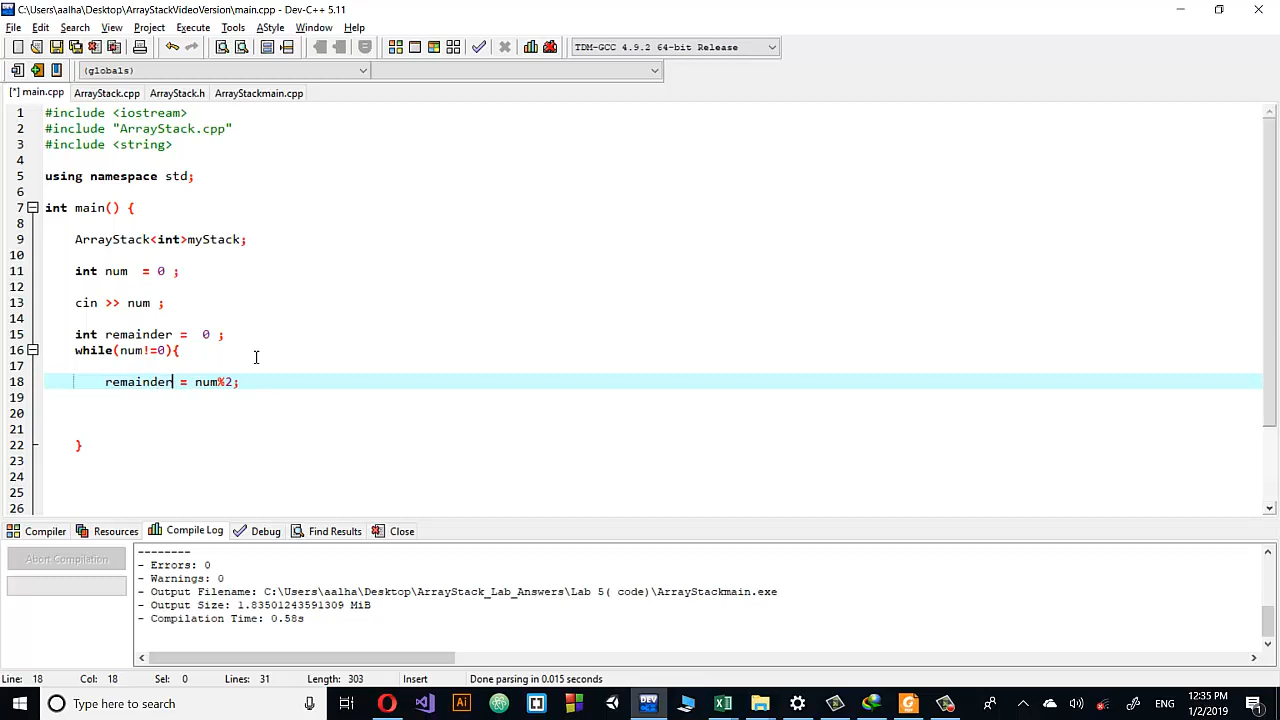 C:\Users\aalha\Desktop\ArrayStackVideoVersion\main.cpp - Dev-C++ 5.11
File Edit Search View Project Execute Tools AStyle Window Help
TDM-GCC 4.9.2 64-bit Release
(globals)
[*] main.cpp ArrayStack.cpp ArrayStack.h ArrayStackmain.cpp
1 #include <iostream>
2 #include "ArrayStack.cpp"
3 #include <string>
4
5 using namespace std;
6
7 int main() {
8
9 ArrayStack<int>myStack;
10
11 int num  = 0 ;
12
13 cin >> num ;
14
15 int remainder =  0 ;
16 while(num!=0){
17
18 remainder = num%2;
19
20
21
22 }
23
24
25
26
Compiler Resources Compile Log Debug Find Results Close
Abort Compilation
--------
- Errors: 0
- Warnings: 0
- Output Filename: C:\Users\aalha\Desktop\ArrayStack_Lab_Answers\Lab 5( code)\ArrayStackmain.exe
- Output Size: 1.83501243591309 MiB
- Compilation Time: 0.58s
Line: 18 Col: 18 Sel: 0 Lines: 31 Length: 303 Insert Done parsing in 0.015 seconds
Type here to search
DEV
Ai
ENG
12:35 PM
1/2/2019